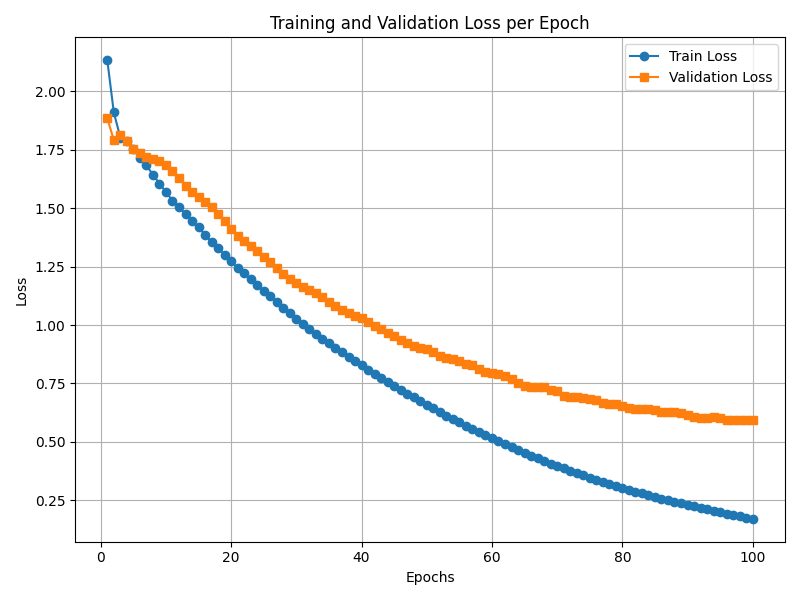 Training and Validation Loss per Epoch
Train Loss
Validation Loss
2.00
1.75
1.50
1.25
1.00
0.75
0.50
0.25
Loss
0 20 40 60 80 100
Epochs